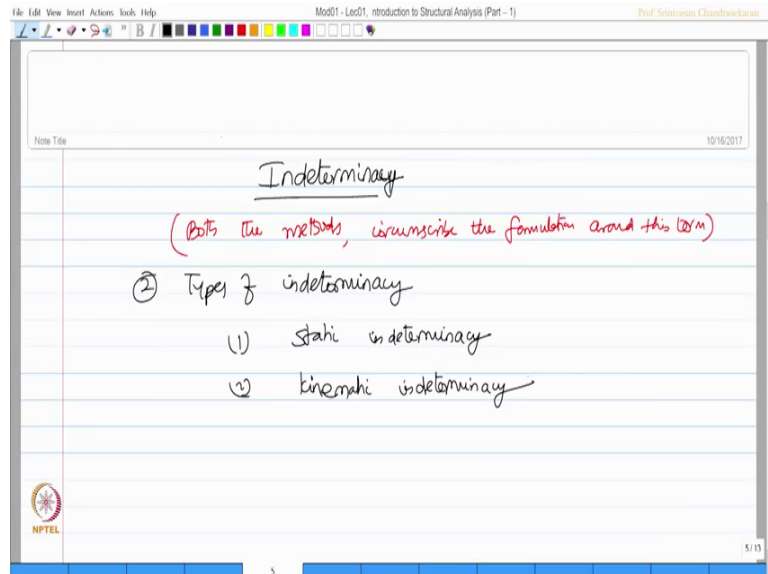 File Edit View Insert Actions Tools Help
Mod01 - Lec01, ntroduction to Structural Analysis (Part – 1)
Prof Srinivasan Chandrasekaran
B I
Note Title
10/16/2017
Indeterminacy
(Both the methods, circumscribe the formulation around this term)
② Types of indeterminacy
(1) Static indeterminacy
(2) kinematic indeterminacy
NPTEL
5/13
5